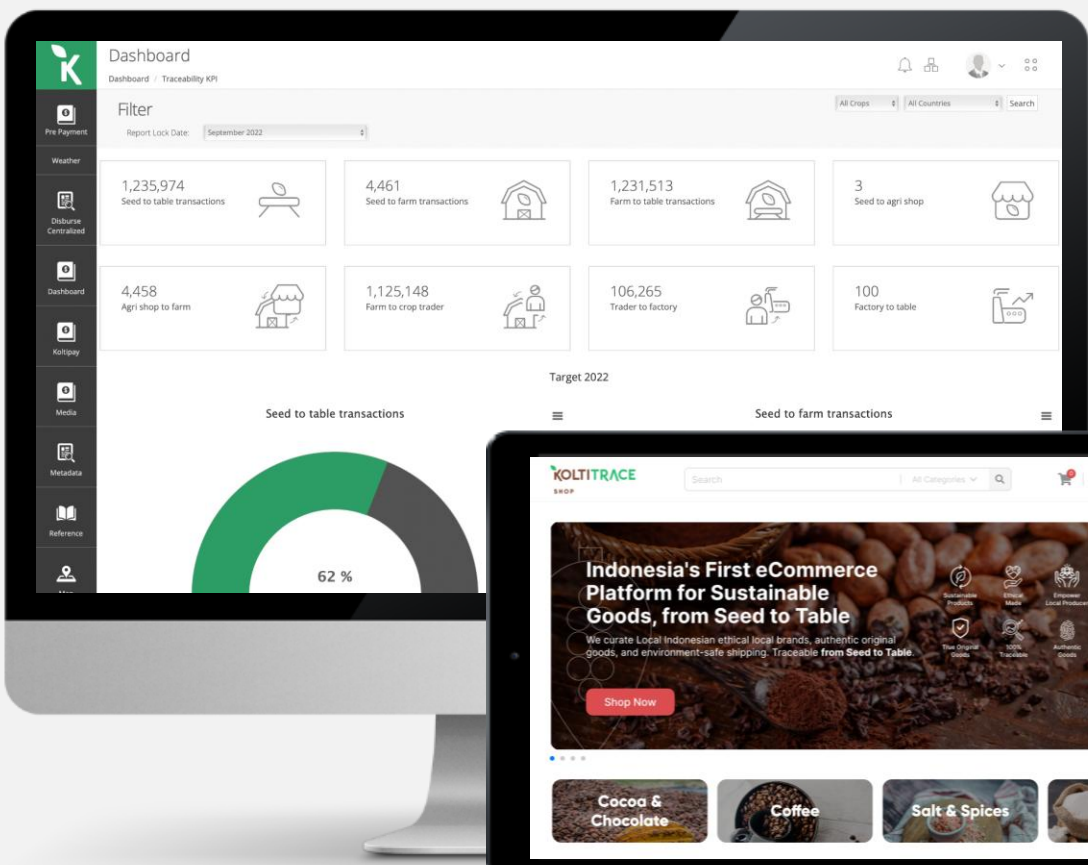 Dashboard
Dashboard / Traceability KPI
Filter
Report Lock Date:
September 2022
All Crops
All Countries
Search
Pre Payment
Weather
Disburse
Centralized
Dashboard
Koltipay
Media
Metadata
Reference
1,235,974
Seed to table transactions
4,461
Seed to farm transactions
1,231,513
Farm to table transactions
3
Seed to agri shop
4,458
Agri shop to farm
1,125,148
Farm to crop trader
106,265
Trader to factory
100
Factory to table
Target 2022
Seed to table transactions
Seed to farm transactions
62 %
KOLTITRACE
SHOP
Search
All Categories
0
Indonesia's First eCommerce
Platform for Sustainable
Goods, from Seed to Table
We curate Local Indonesian ethical local brands, authentic original
goods, and environment-safe shipping. Traceable from Seed to Table.
Shop Now
Sustainable
Products
Ethical
Made
Empower
Local Producer
True Original
Goods
100%
Traceable
Authentic
Goods
Cocoa &
Chocolate
Coffee
Salt & Spices